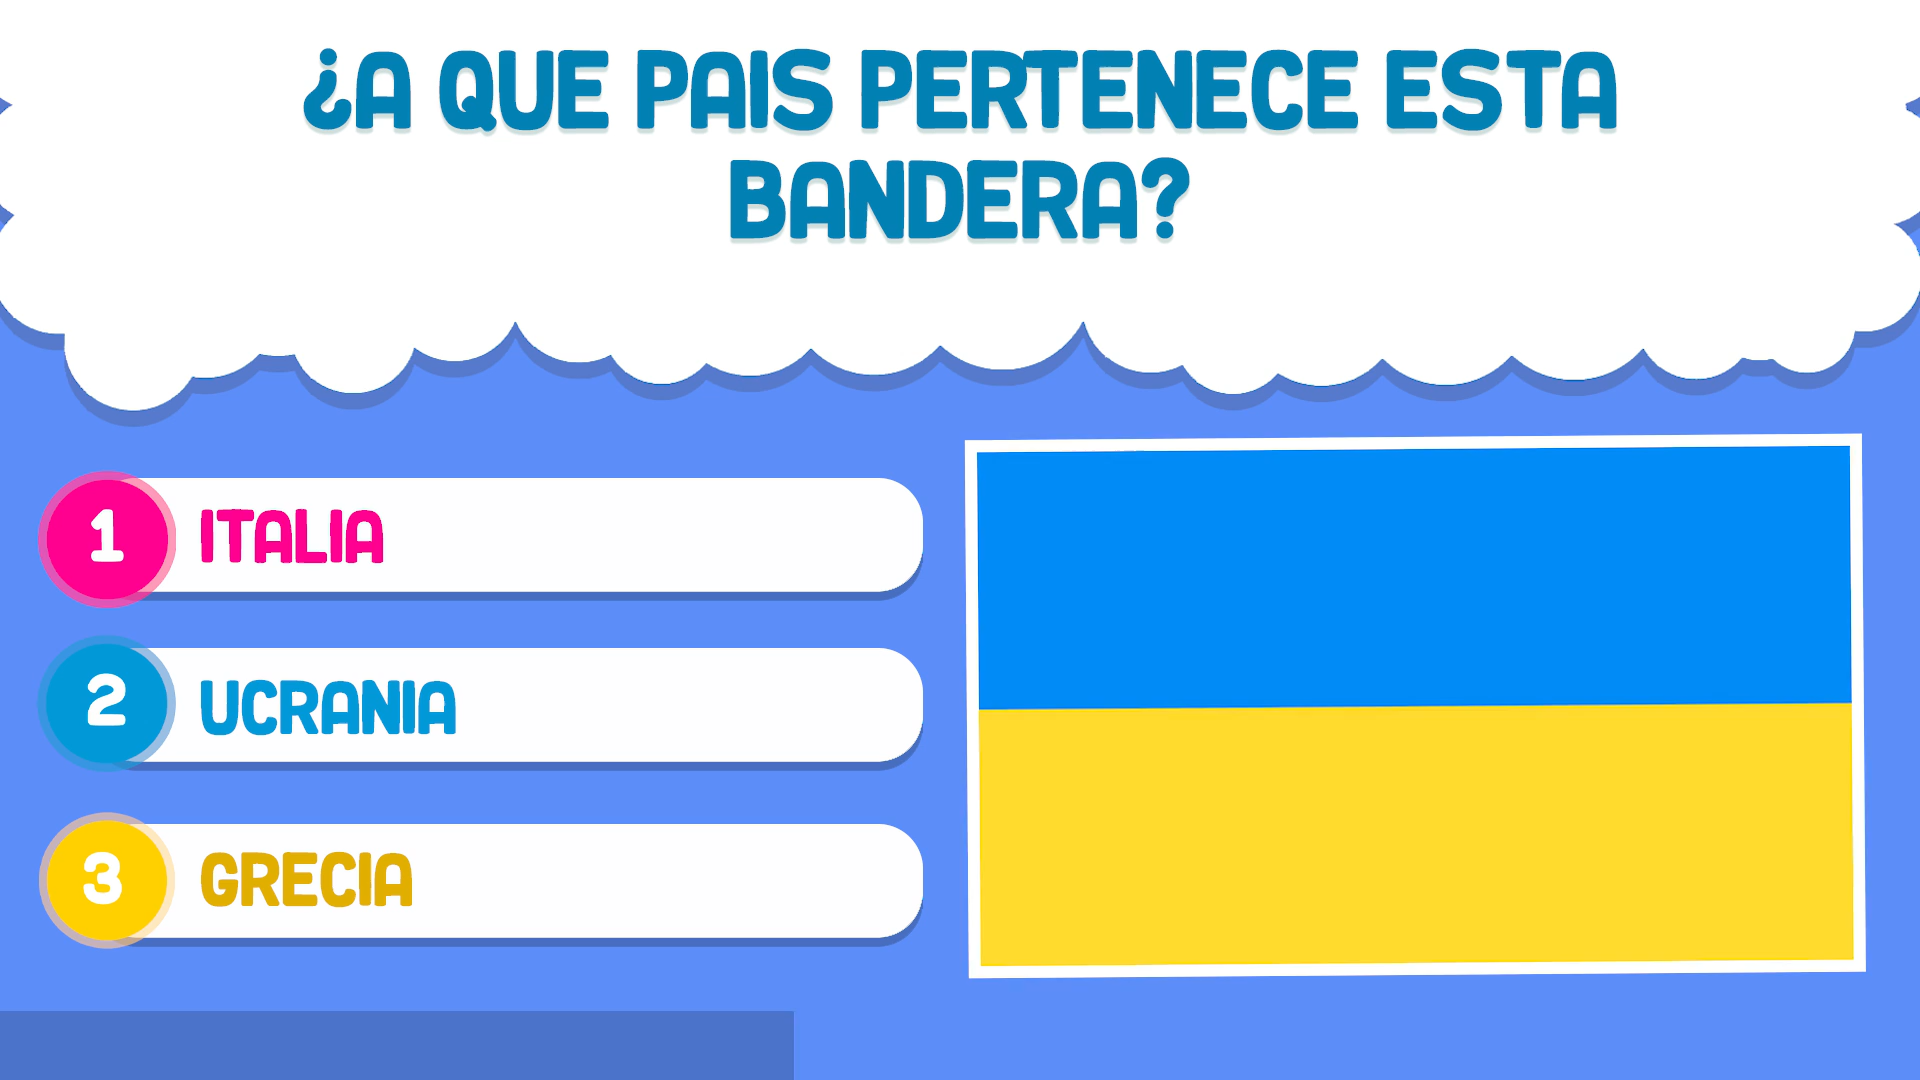 ¿A QUE PAIS PERTENECE ESTA
BANDERA?
1 ITALIA
2 UCRANIA
3 GRECIA